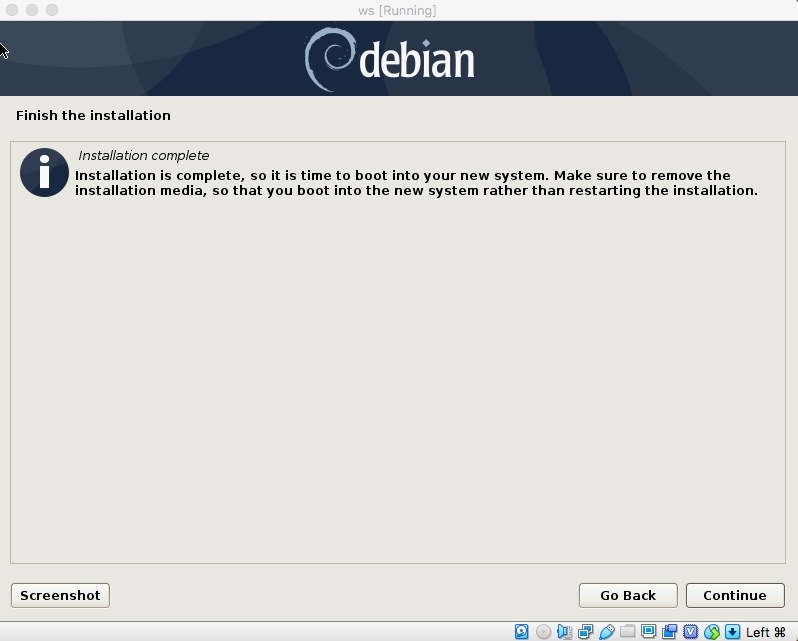 ws [Running]
debian
Finish the installation
Installation complete
Installation is complete, so it is time to boot into your new system. Make sure to remove the
installation media, so that you boot into the new system rather than restarting the installation.
Screenshot
Go Back
Continue
Left ⌘